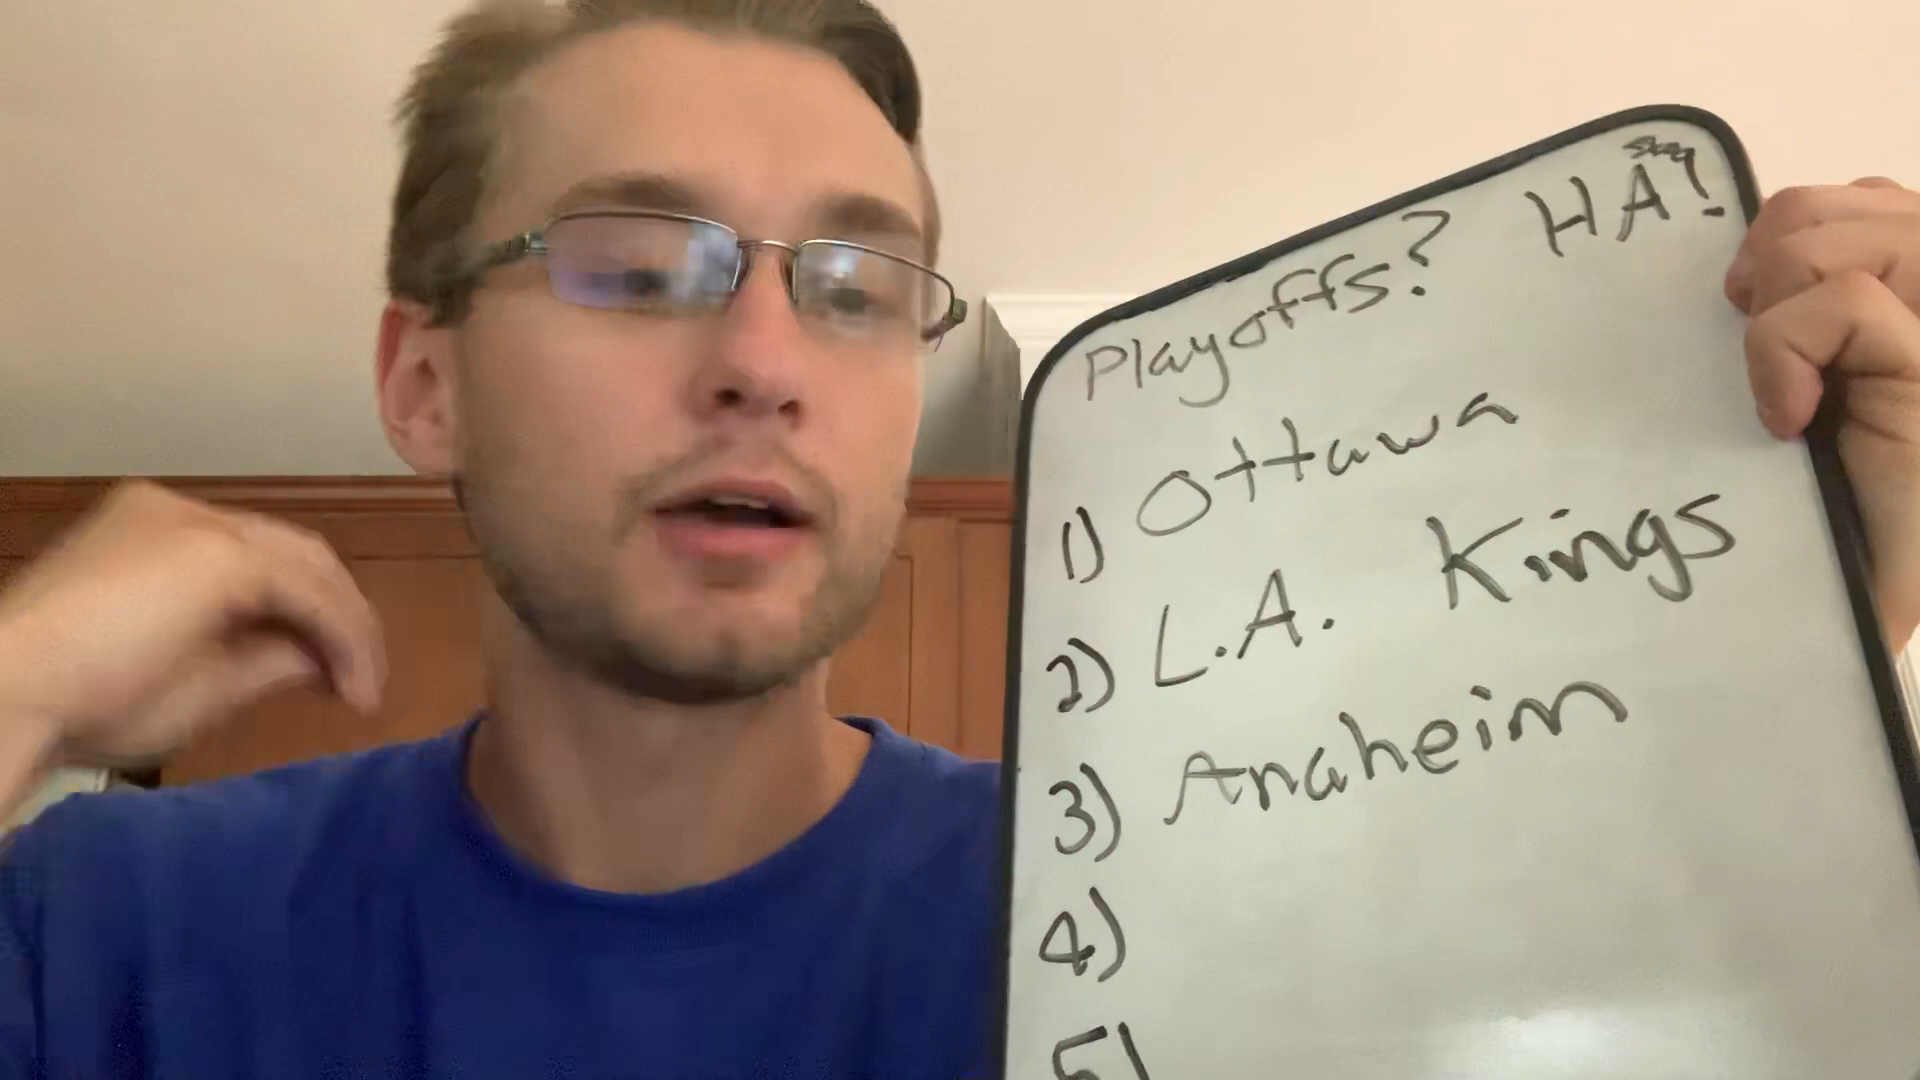 Playoffs? HA!
1) Ottawa
2) L.A. Kings
3) Anaheim
4)
5)